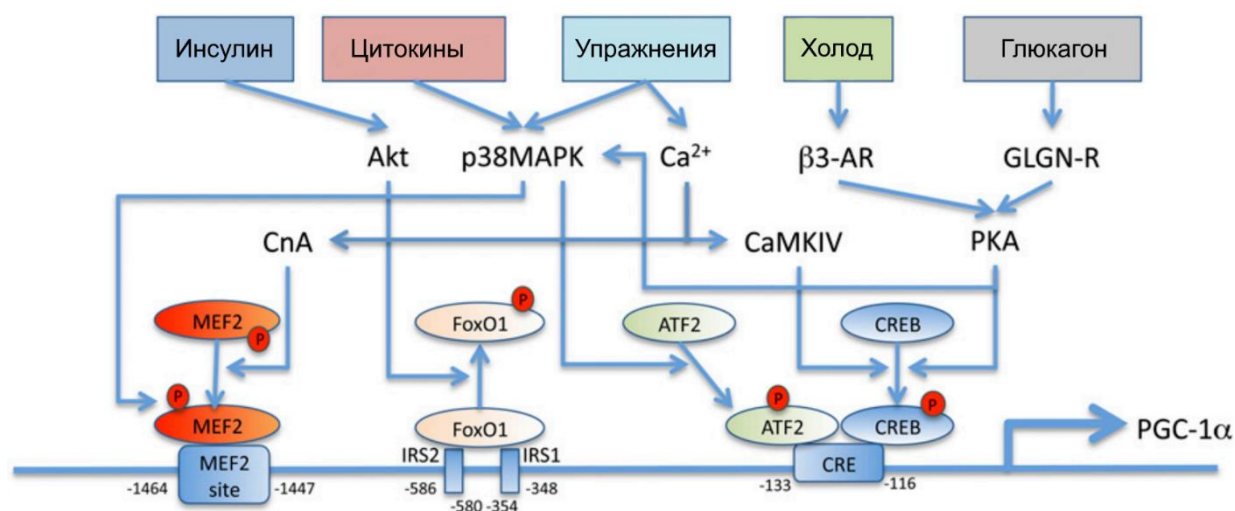 Инсулин
Цитокины
Упражнения
Холод
Глюкагон
Akt
p38MAPK
Ca²⁺
β3-AR
GLGN-R
CnA
CaMKIV
PKA
MEF2
P
FoxO1
P
ATF2
CREB
P
MEF2
FoxO1
P
ATF2
P
CREB
PGC-1α
IRS2
IRS1
MEF2
site
CRE
-1464
-1447
-586
-580
-354
-348
-133
-116